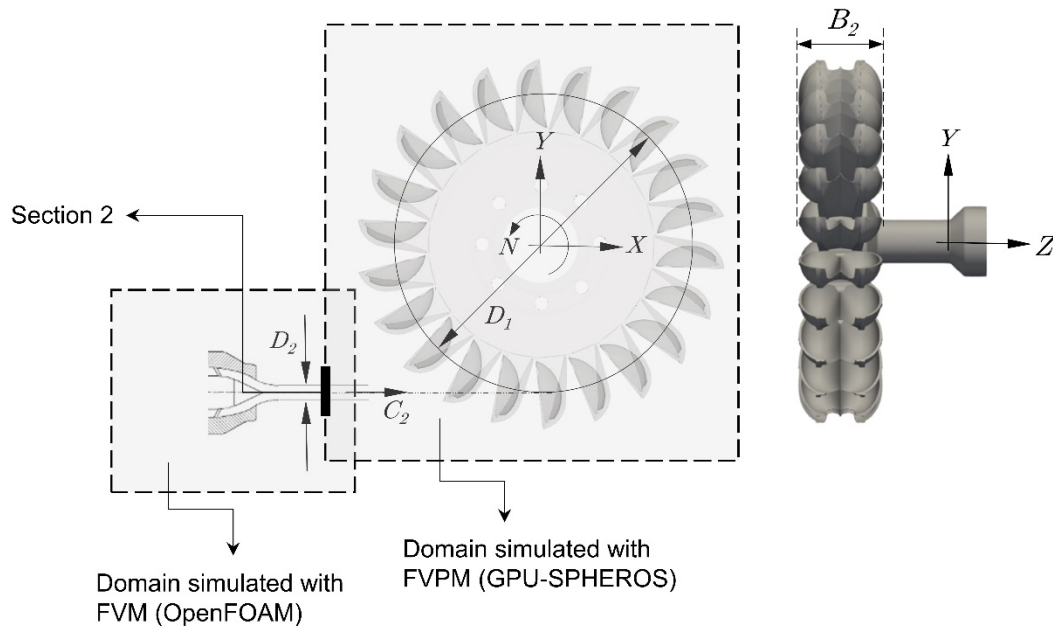 B₂
Y
Y
Section 2
N
X
Z
D₁
D₂
C₂
Domain simulated with
FVPM (GPU-SPHEROS)
Domain simulated with
FVM (OpenFOAM)